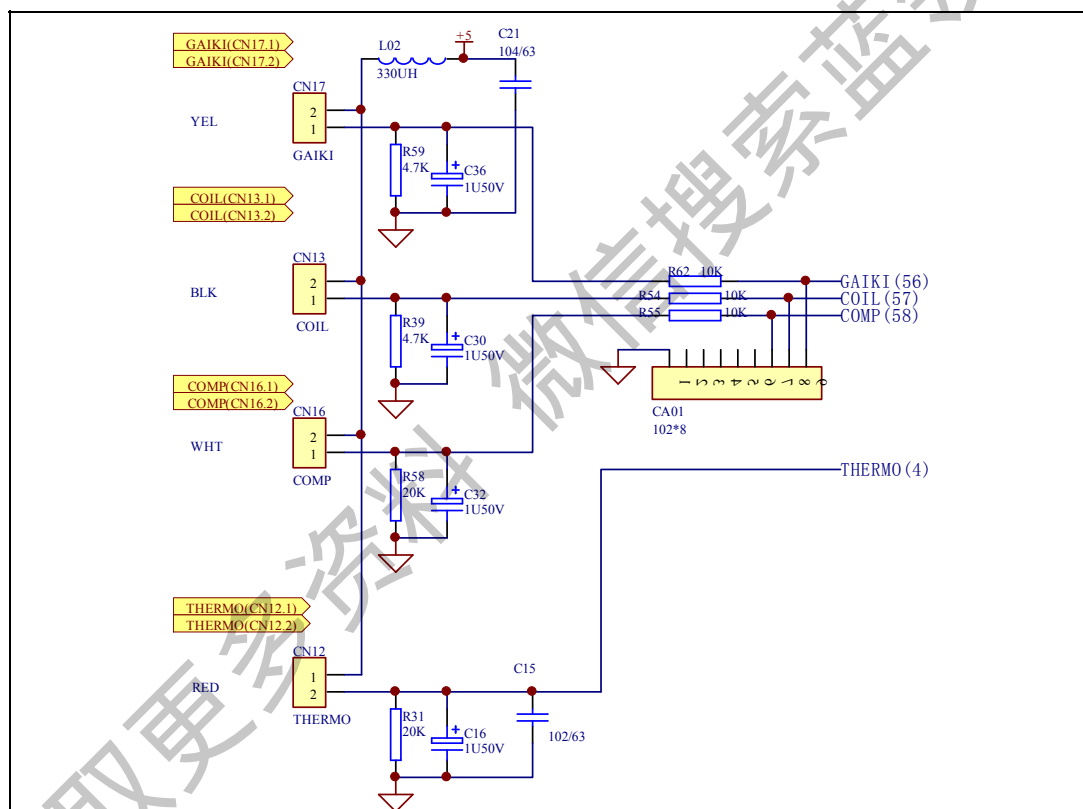 GAIKI(CN17.1)
GAIKI(CN17.2)
L02
330UH
+5
C21
104/63
CN17
2
1
YEL
GAIKI
R59
4.7K
+
C36
1U50V
COIL(CN13.1)
COIL(CN13.2)
CN13
2
1
BLK
COIL
R39
4.7K
+
C30
1U50V
R62 10K
GAIKI(56)
R54 10K
COIL(57)
R55 10K
COMP(58)
1 2 3 4 5 6 7 8 9
CA01
102*8
COMP(CN16.1)
COMP(CN16.2)
CN16
2
1
WHT
COMP
R58
20K
+
C32
1U50V
THERMO(4)
THERMO(CN12.1)
THERMO(CN12.2)
CN12
1
2
RED
THERMO
R31
20K
+
C16
1U50V
C15
102/63
取更多资料 微信搜索蓝